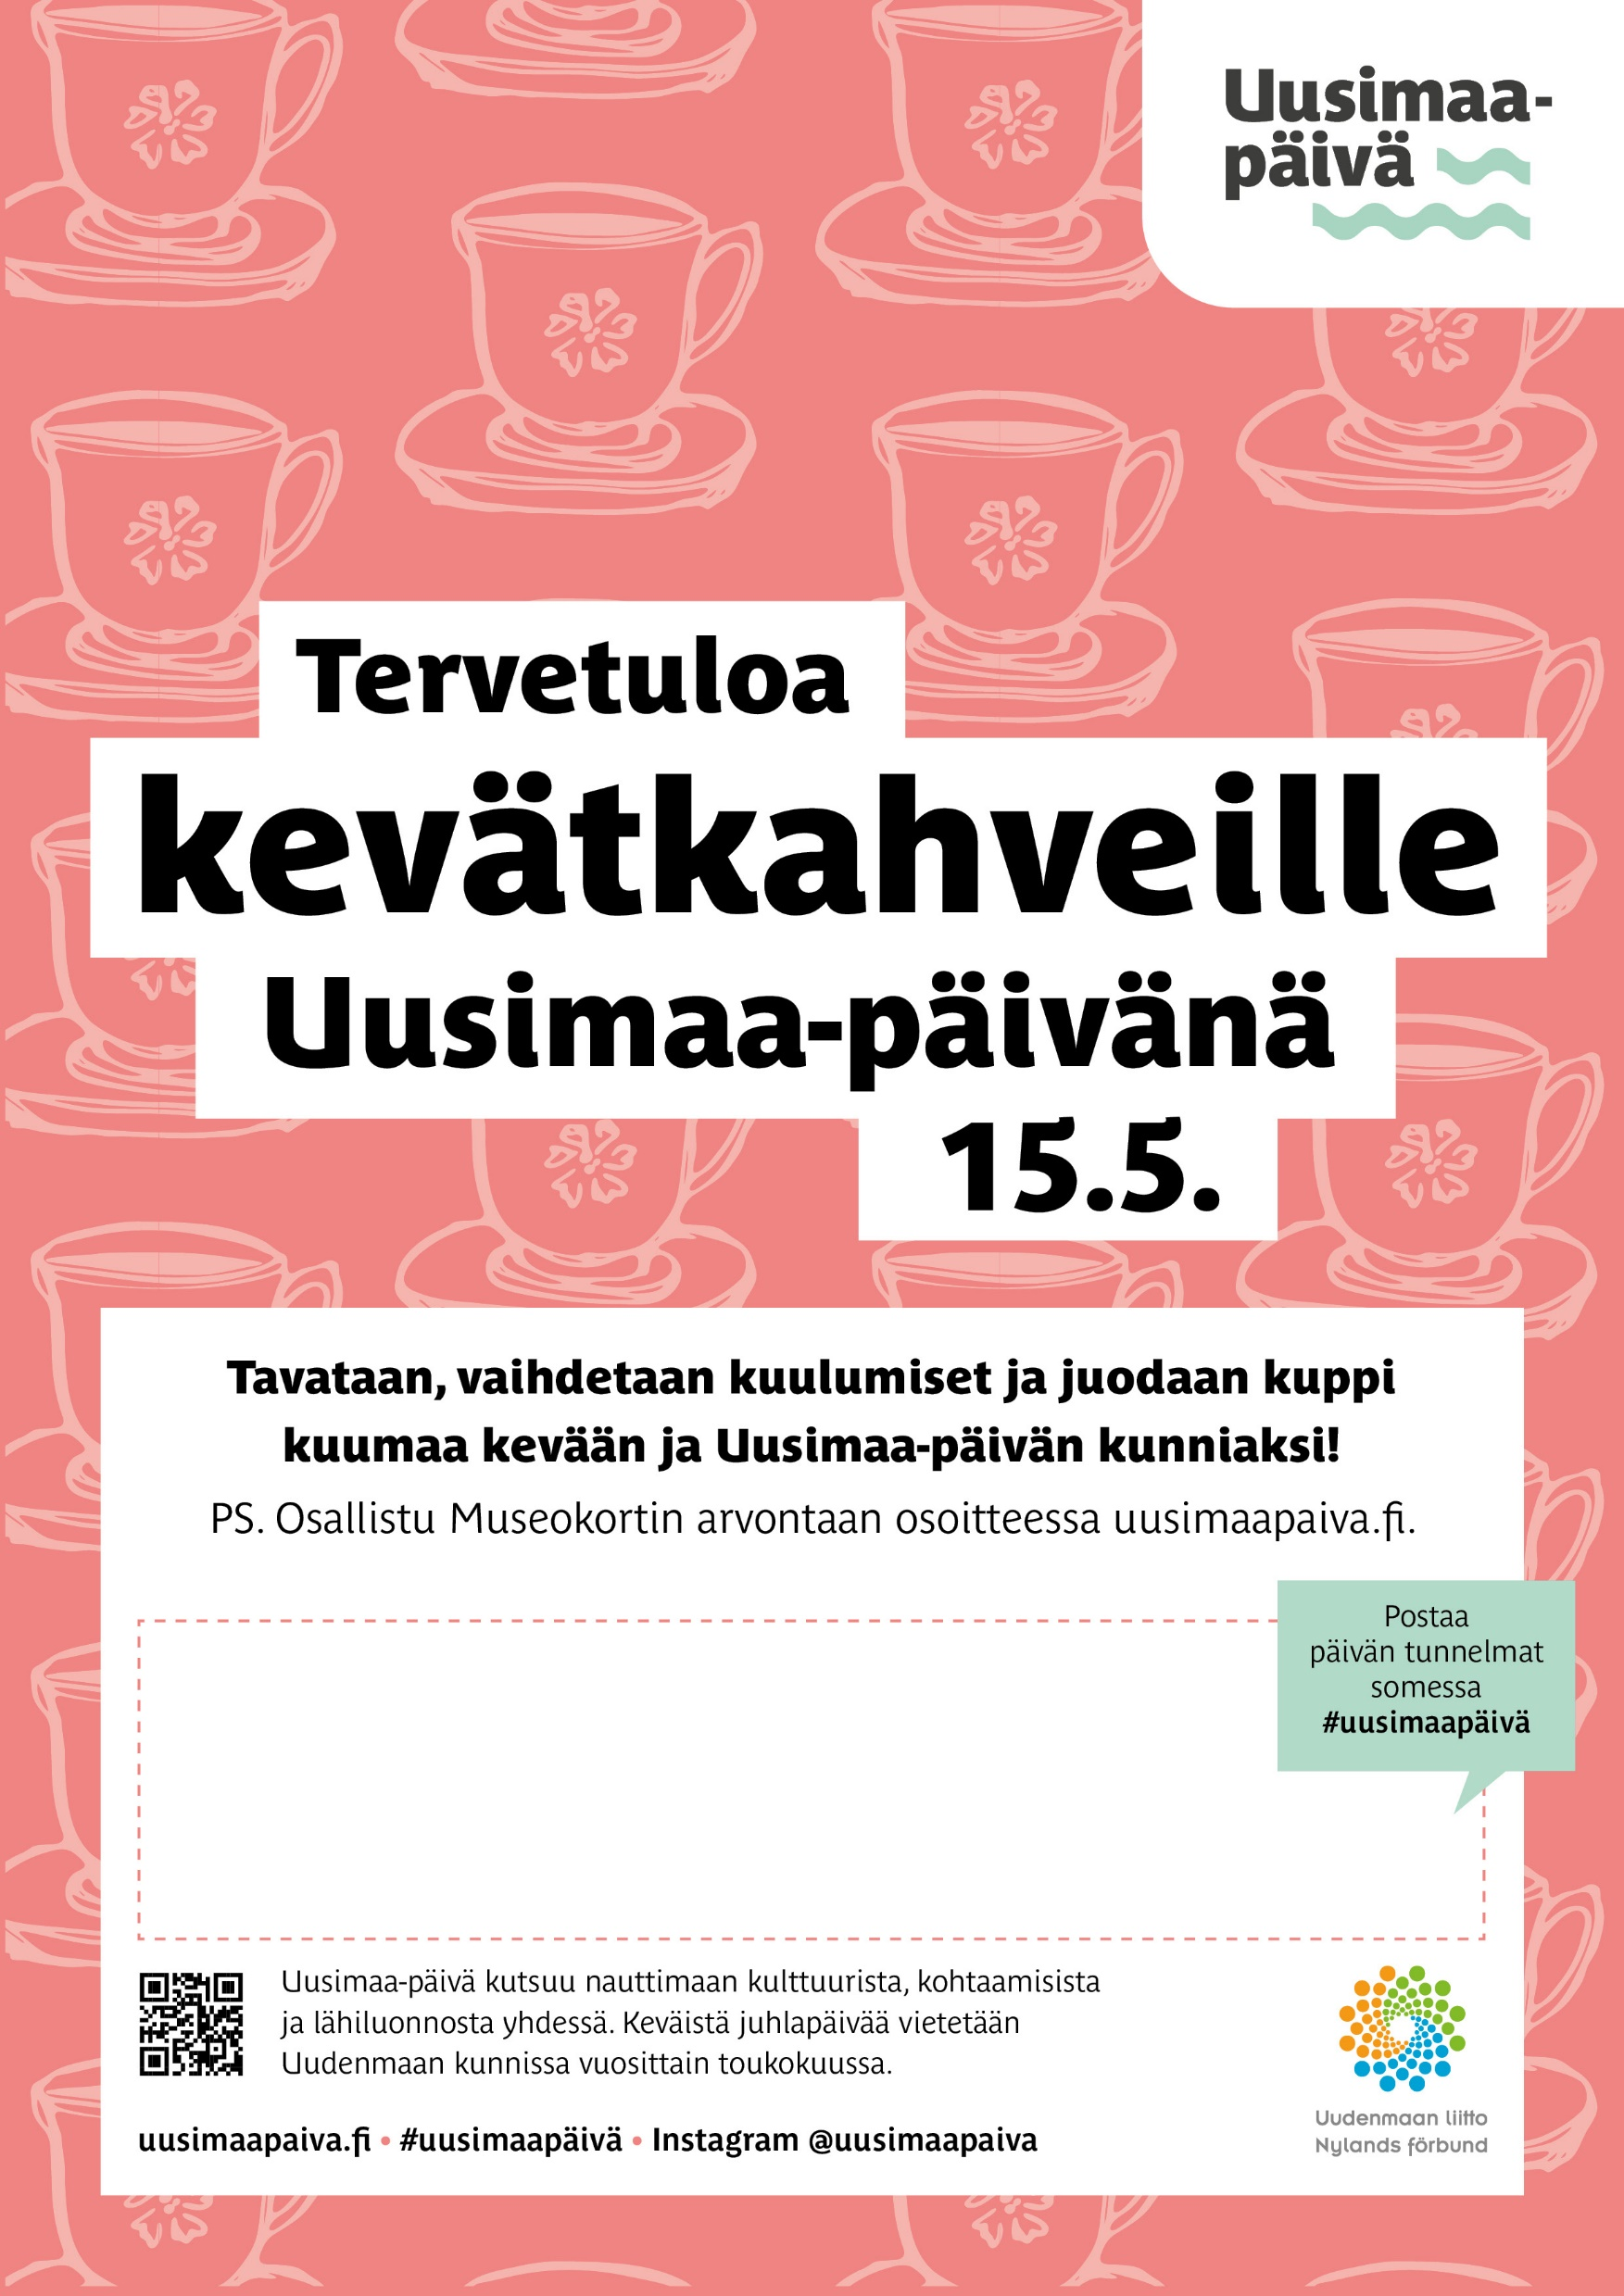 Uusimaa-
päivä
Tervetuloa
kevätkahveille
Uusimaa-päivänä
15.5.
Tavataan, vaihdetaan kuulumiset ja juodaan kuppi
kuumaa kevään ja Uusimaa-päivän kunniaksi!
PS. Osallistu Museokortin arvontaan osoitteessa uusimaapaiva.fi.
Postaa
päivän tunnelmat
somessa
#uusimaapäivä
Uusimaa-päivä kutsuu nauttimaan kulttuurista, kohtaamisista
ja lähiluonnosta yhdessä. Keväistä juhlapäivää vietetään
Uudenmaan kunnissa vuosittain toukokuussa.
uusimaapaiva.fi • #uusimaapäivä • Instagram @uusimaapaiva
Uudenmaan liitto
Nylands förbund